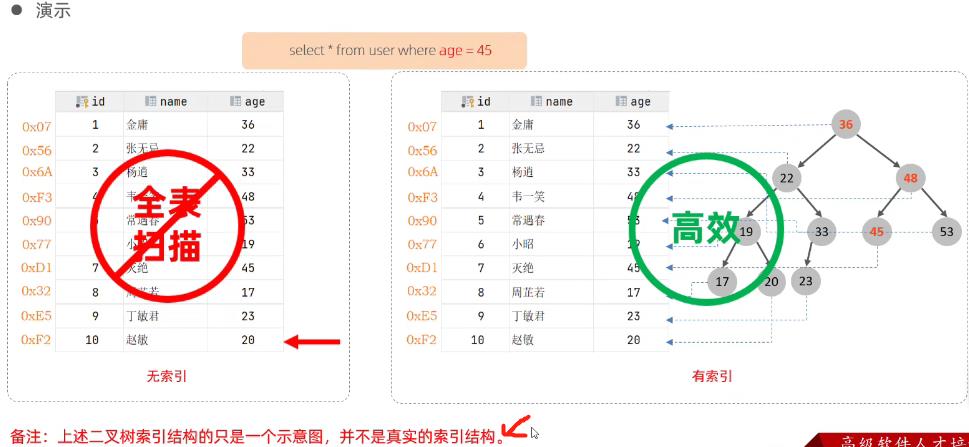 演示
select * from user where age = 45
id name age
0x07 1 金庸 36
0x56 2 张无忌 22
0x6A 3 杨逍 33
0xF3 4 韦一笑 48
0x90 常遇春 53
0x77 小昭 19
0xD1 7 灭绝 45
0x32 8 周芷若 17
0xE5 9 丁敏君 23
0xF2 10 赵敏 20
全表
扫描
无索引
id name age
0x07 1 金庸 36
0x56 2 张无忌 22
0x6A 3 杨逍 33
0xF3 4 韦一笑 48
0x90 5 常遇春 53
0x77 6 小昭 19
0xD1 7 灭绝 45
0x32 8 周芷若 17
0xE5 9 丁敏君 23
0xF2 10 赵敏 20
高效
36
22 48
19 33 45 53
17 20 23
有索引
备注：上述二叉树索引结构的只是一个示意图，并不是真实的索引结构。
高级软件人才培